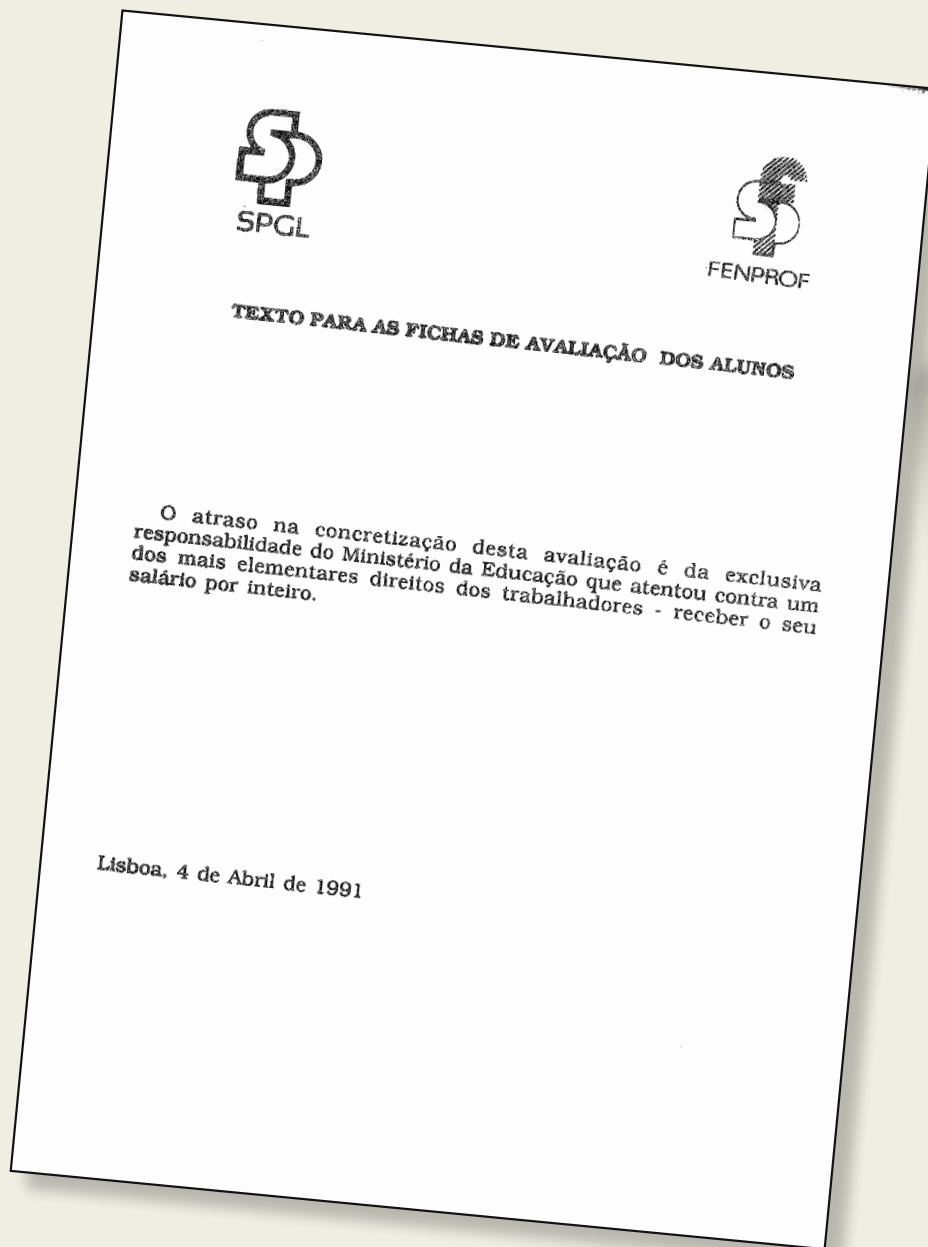 SPGL
FENPROF
TEXTO PARA AS FICHAS DE AVALIAÇÃO DOS ALUNOS
O atraso na concretização desta avaliação é da exclusiva
responsabilidade do Ministério da Educação que atentou contra um
dos mais elementares direitos dos trabalhadores - receber o seu
salário por inteiro.
Lisboa, 4 de Abril de 1991